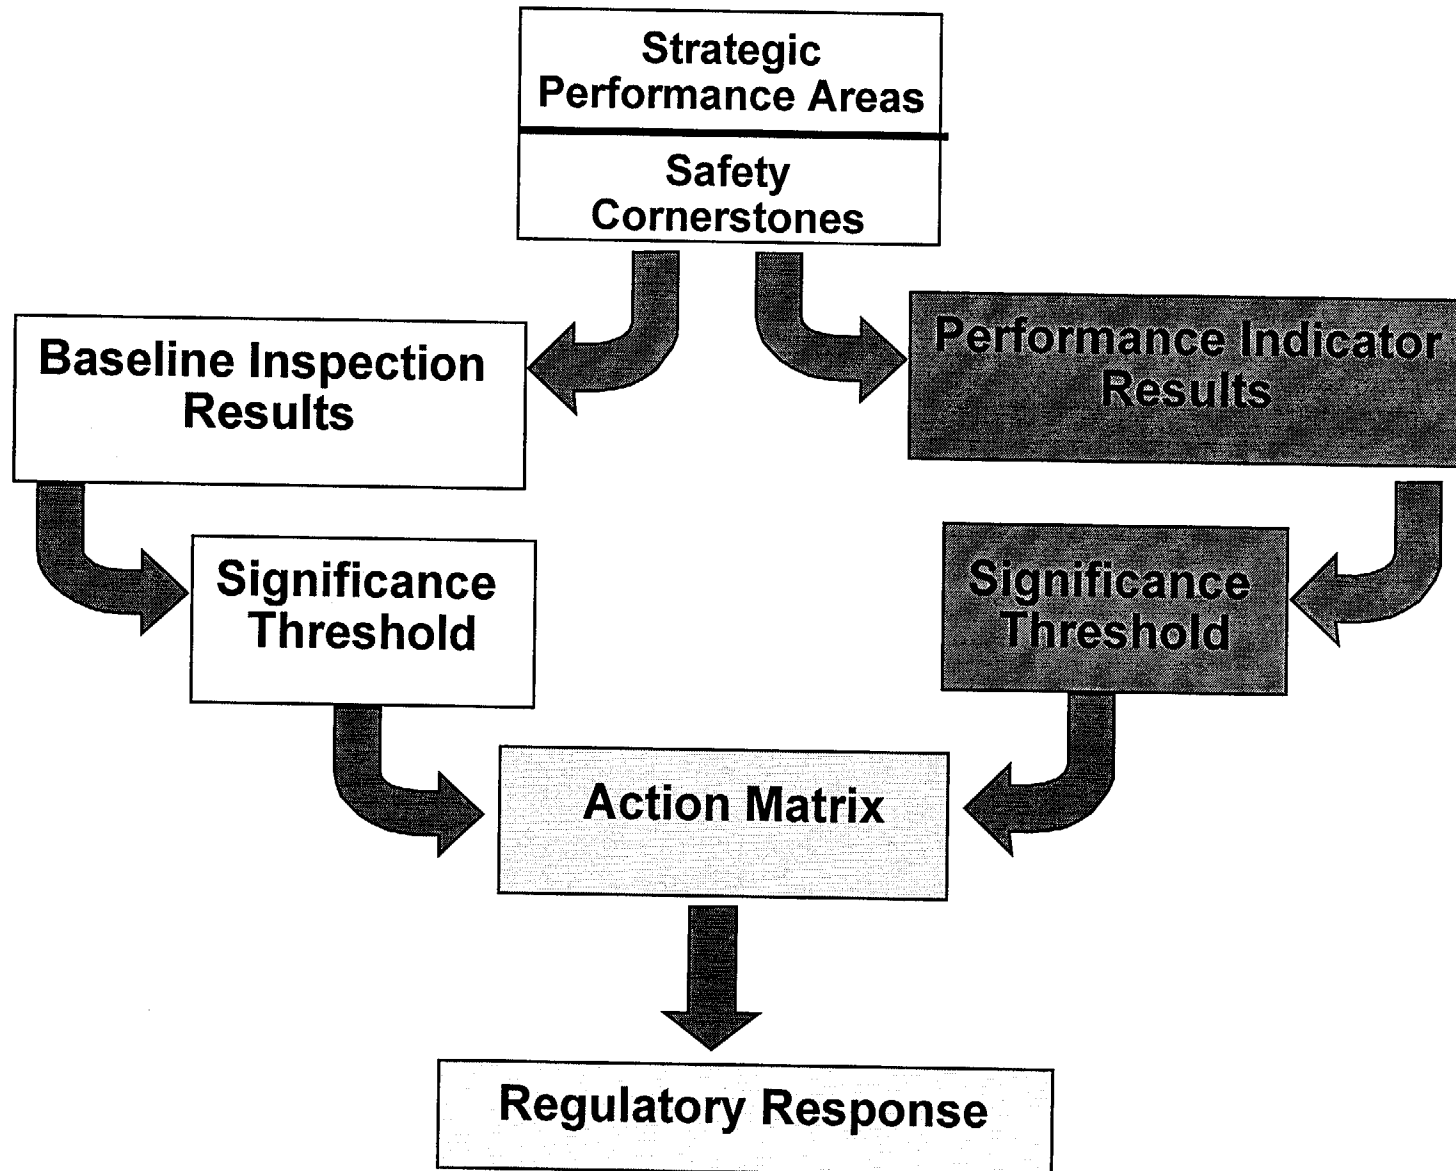 Strategic
Performance Areas
Safety
Cornerstones
Baseline Inspection
Results
Performance Indicator
Results
Significance
Threshold
Significance
Threshold
Action Matrix
Regulatory Response